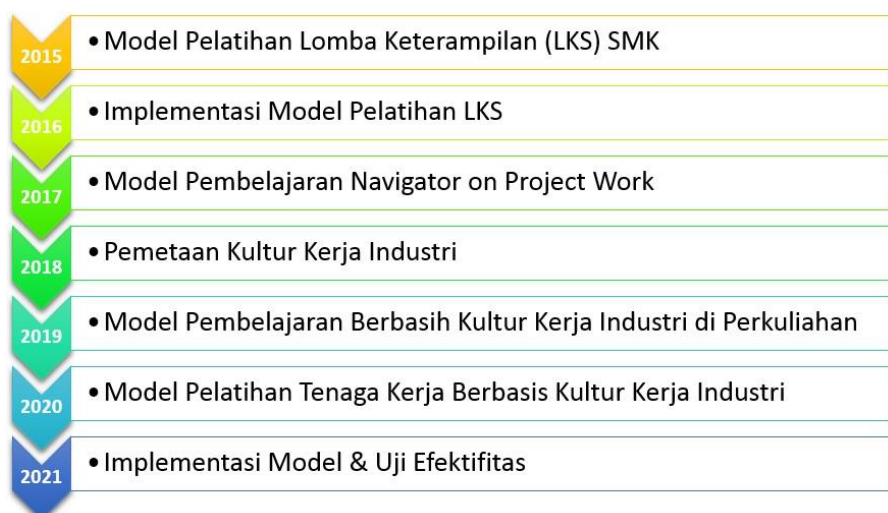 2015
• Model Pelatihan Lomba Keterampilan (LKS) SMK
2016
• Implementasi Model Pelatihan LKS
2017
• Model Pembelajaran Navigator on Project Work
2018
• Pemetaan Kultur Kerja Industri
2019
• Model Pembelajaran Berbasih Kultur Kerja Industri di Perkuliahan
2020
• Model Pelatihan Tenaga Kerja Berbasis Kultur Kerja Industri
2021
• Implementasi Model & Uji Efektifitas